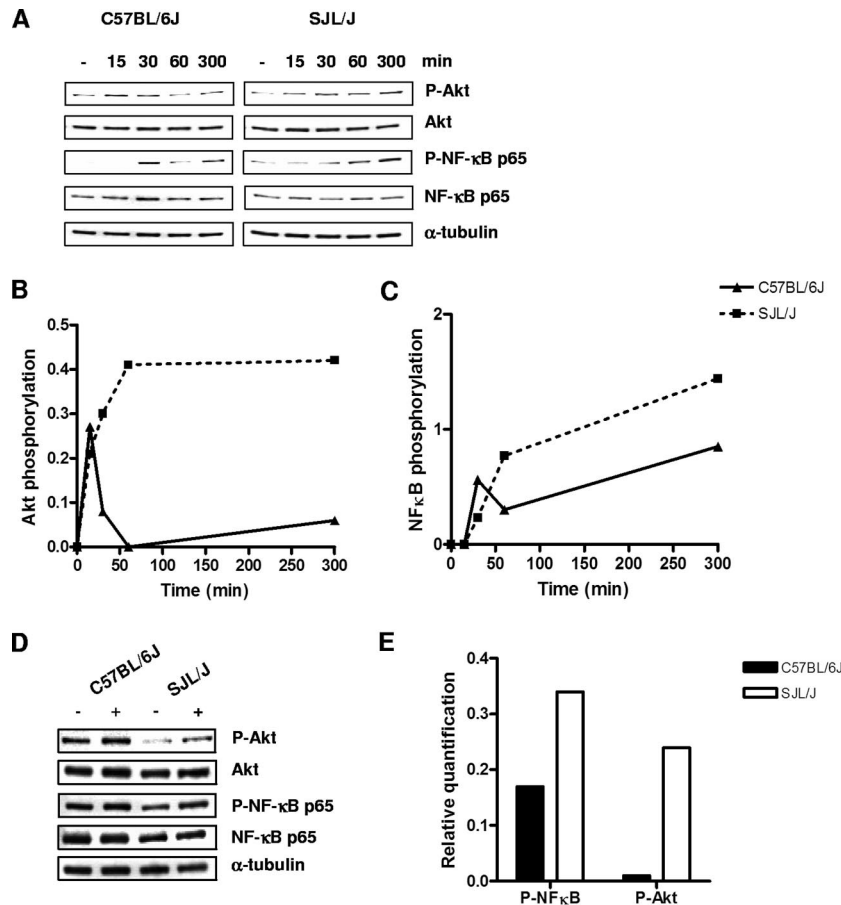 A
C57BL/6J SJL/J
- 15 30 60 300 - 15 30 60 300 min
P-Akt
Akt
P-NF-κB p65
NF-κB p65
α-tubulin
B
Akt phosphorylation
0.5
0.4
0.3
0.2
0.1
0.0
0 50 100 150 200 250 300
Time (min)
C
C57BL/6J
SJL/J
NFκB phosphorylation
2
1
0
0 50 100 150 200 250 300
Time (min)
D
C57BL/6J SJL/J
- + - +
P-Akt
Akt
P-NF-κB p65
NF-κB p65
α-tubulin
E
C57BL/6J
SJL/J
Relative quantification
0.4
0.3
0.2
0.1
0.0
P-NFκB P-Akt